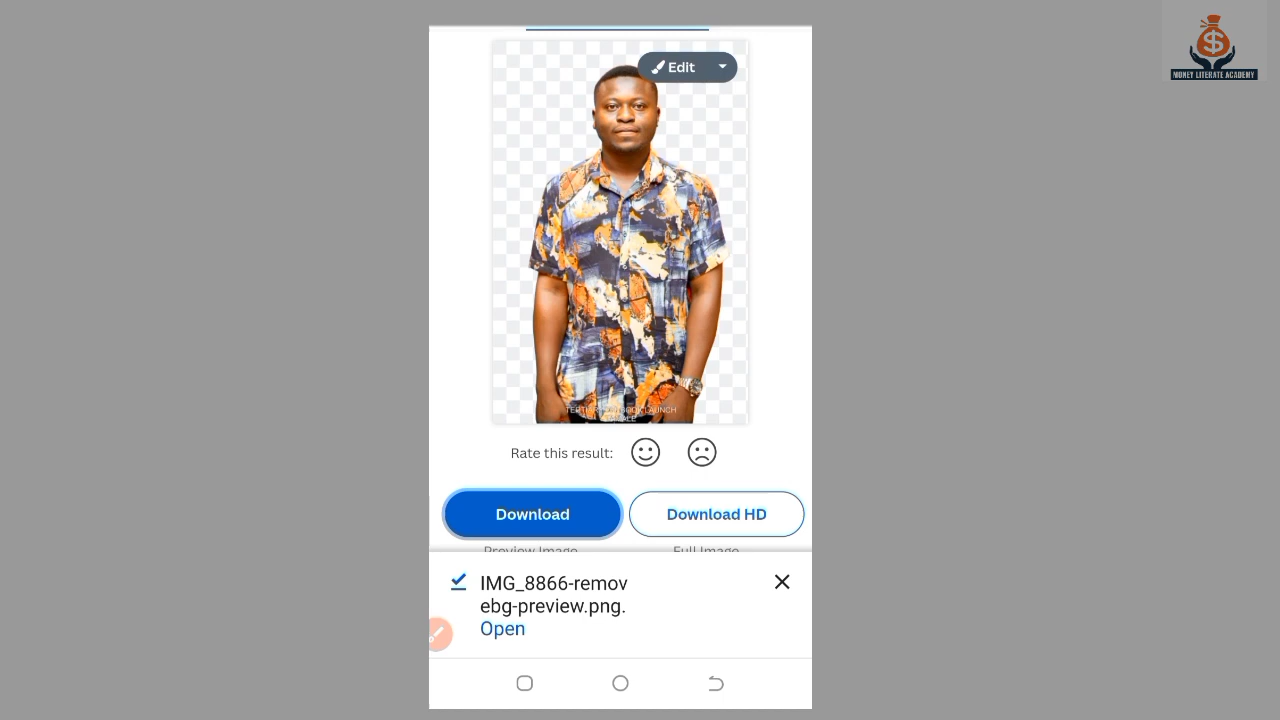 MONEY LITERATE ACADEMY
Edit
LAUNCH
Rate this result:
Download
Download HD
Preview Image
Full Image
IMG_8866-remov
ebg-preview.png.
Open